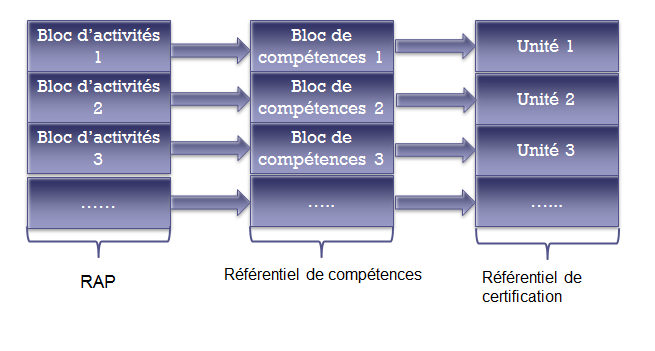 Bloc d'activités
1
Bloc de
compétences 1
Unité 1
Bloc d'activités
2
Bloc de
compétences 2
Unité 2
Bloc d'activités
3
Bloc de
compétences 3
Unité 3
......
.....
......
RAP
Référentiel de compétences
Référentiel de
certification